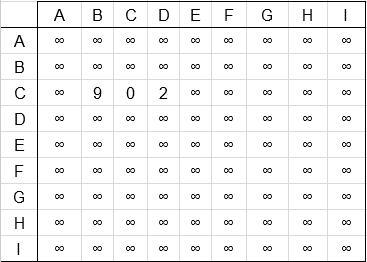 A B C D E F G H I
A ∞ ∞ ∞ ∞ ∞ ∞ ∞ ∞ ∞
B ∞ ∞ ∞ ∞ ∞ ∞ ∞ ∞ ∞
C ∞ 9 0 2 ∞ ∞ ∞ ∞ ∞
D ∞ ∞ ∞ ∞ ∞ ∞ ∞ ∞ ∞
E ∞ ∞ ∞ ∞ ∞ ∞ ∞ ∞ ∞
F ∞ ∞ ∞ ∞ ∞ ∞ ∞ ∞ ∞
G ∞ ∞ ∞ ∞ ∞ ∞ ∞ ∞ ∞
H ∞ ∞ ∞ ∞ ∞ ∞ ∞ ∞ ∞
I ∞ ∞ ∞ ∞ ∞ ∞ ∞ ∞ ∞